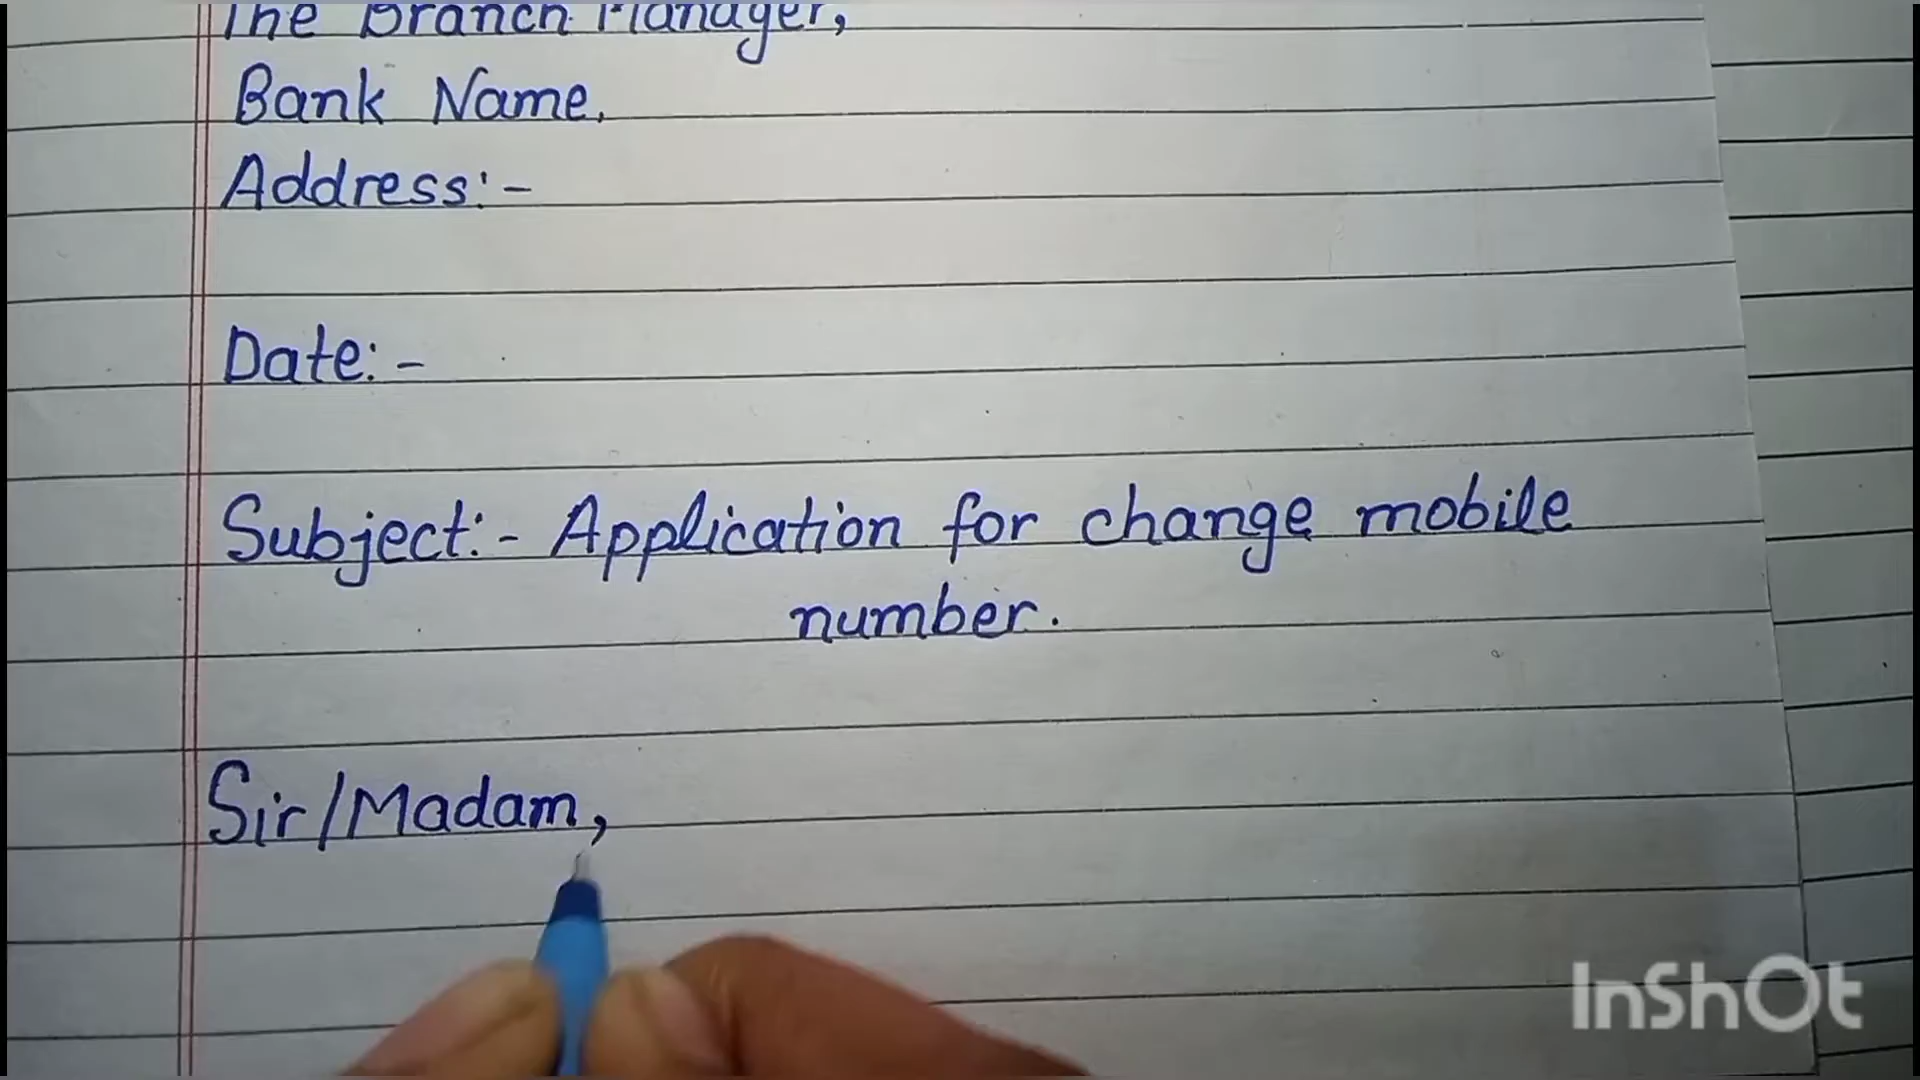 The Branch Manager,
Bank Name,
Address:-
Date:-
Subject:- Application for change mobile
number.
Sir/Madam,
InShOt